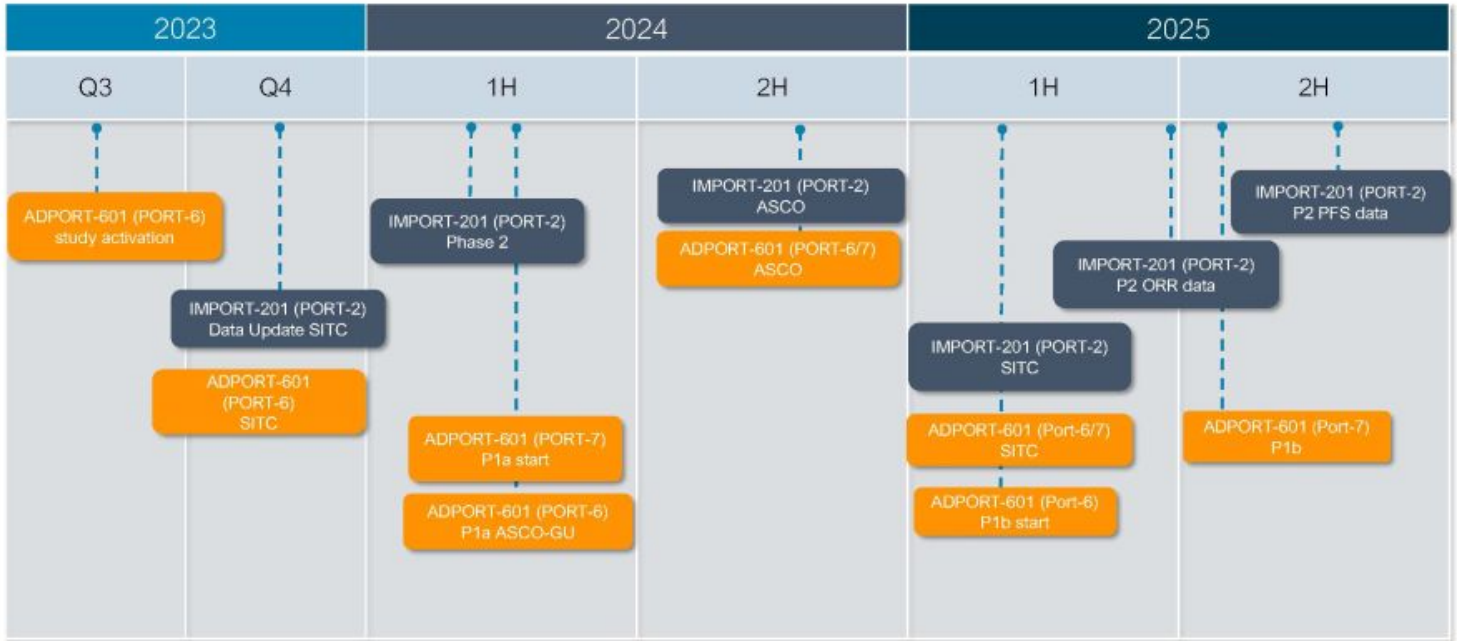 2023
2024
2025
Q3
Q4
1H
2H
1H
2H
ADPORT-601 (PORT-6)
study activation
IMPORT-201 (PORT-2)
Data Update SITC
ADPORT-601
(PORT-6)
SITC
IMPORT-201 (PORT-2)
Phase 2
ADPORT-601 (PORT-7)
P1a start
ADPORT-601 (PORT-6)
P1a ASCO-GU
IMPORT-201 (PORT-2)
ASCO
ADPORT-601 (PORT-6/7)
ASCO
IMPORT-201 (PORT-2)
SITC
ADPORT-601 (Port-6/7)
SITC
ADPORT-601 (Port-6)
P1b start
IMPORT-201 (PORT-2)
P2 ORR data
IMPORT-201 (PORT-2)
P2 PFS data
ADPORT-601 (Port-7)
P1b